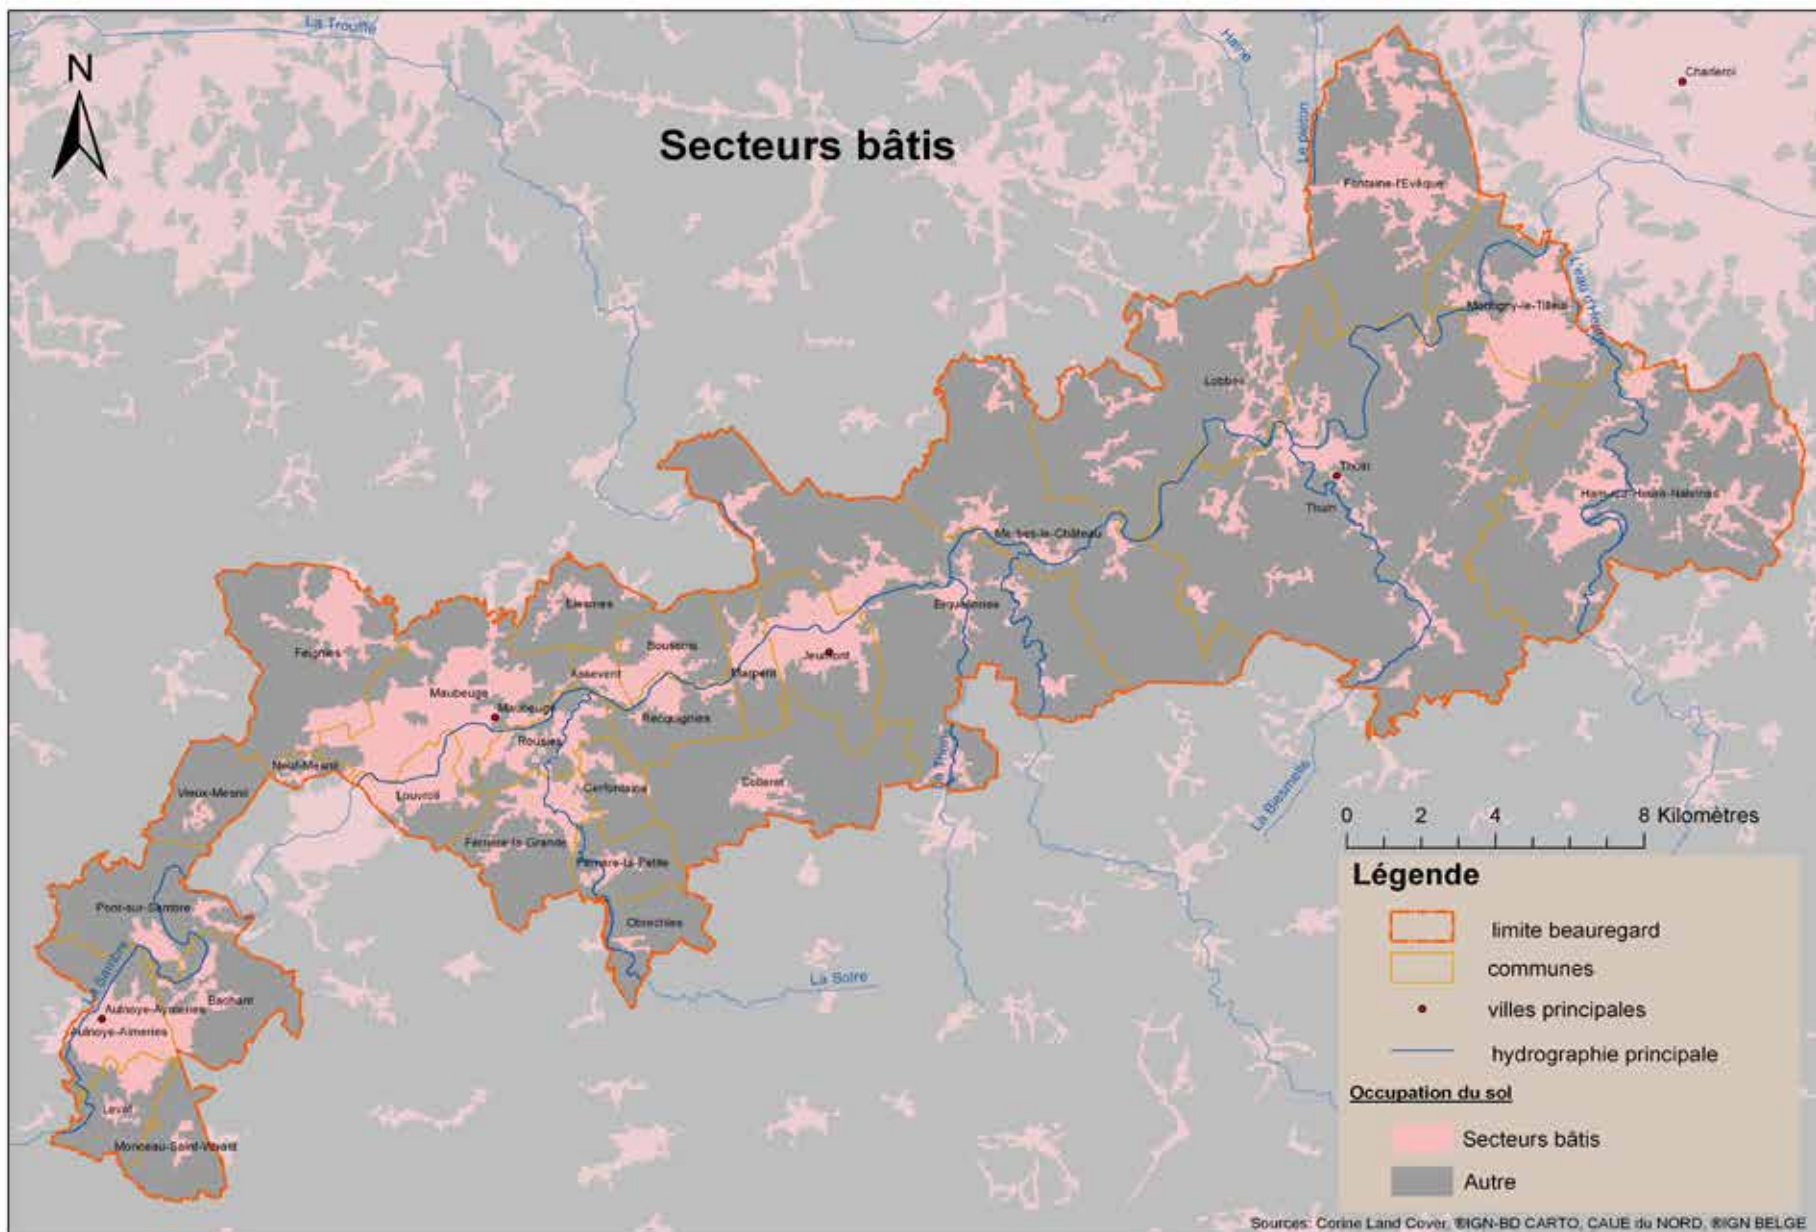 La Trouille
Haine
Le piéton
Charleroi
N
Secteurs bâtis
Fontaine-l'Evêque
L'eau d'Heure
Montigny-le-Tilleul
Lobbes
Thuin
Ham-sur-Heure-Nalinnes
Thuin
Merbes-le-Château
Erquelinnes
Elesmes
Boussois
Feignies
Assevent
Marpent
Jeumont
Maubeuge
Maubeuge
Recquignies
Rousies
Neuf-Mesnil
La Thure
Colleret
Cerfontaine
Vieux-Mesnil
Louvroil
La Biesmelle
0 2 4 8 Kilomètres
Ferrière-la-Grande
Ferrière-la-Petite
Légende
Pont-sur-Sambre
Obrechies
limite beauregard
La Sambre
communes
La Solre
Bachant
Aulnoye-Aymeries
villes principales
Aulnoye-Aimeries
hydrographie principale
Occupation du sol
Leval
Secteurs bâtis
Monceau-Saint-Waast
Autre
Sources: Corine Land Cover, ®IGN-BD CARTO, CAUE du NORD, ®IGN BELGE